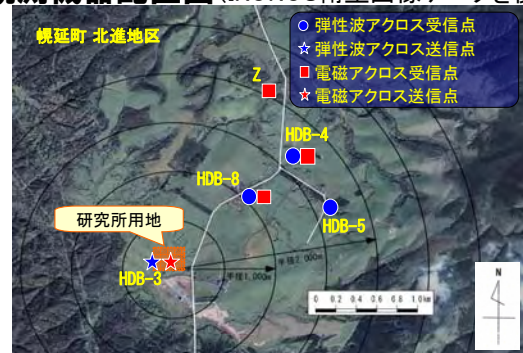 幌延町 北進地区
弾性波アクロス受信点
弾性波アクロス送信点
電磁アクロス受信点
電磁アクロス送信点
Z
HDB-4
HDB-8
HDB-5
研究所用地
HDB-3
半径1,000m
半径2,000m
N
0 0.2 0.4 0.6 0.8 1.0km